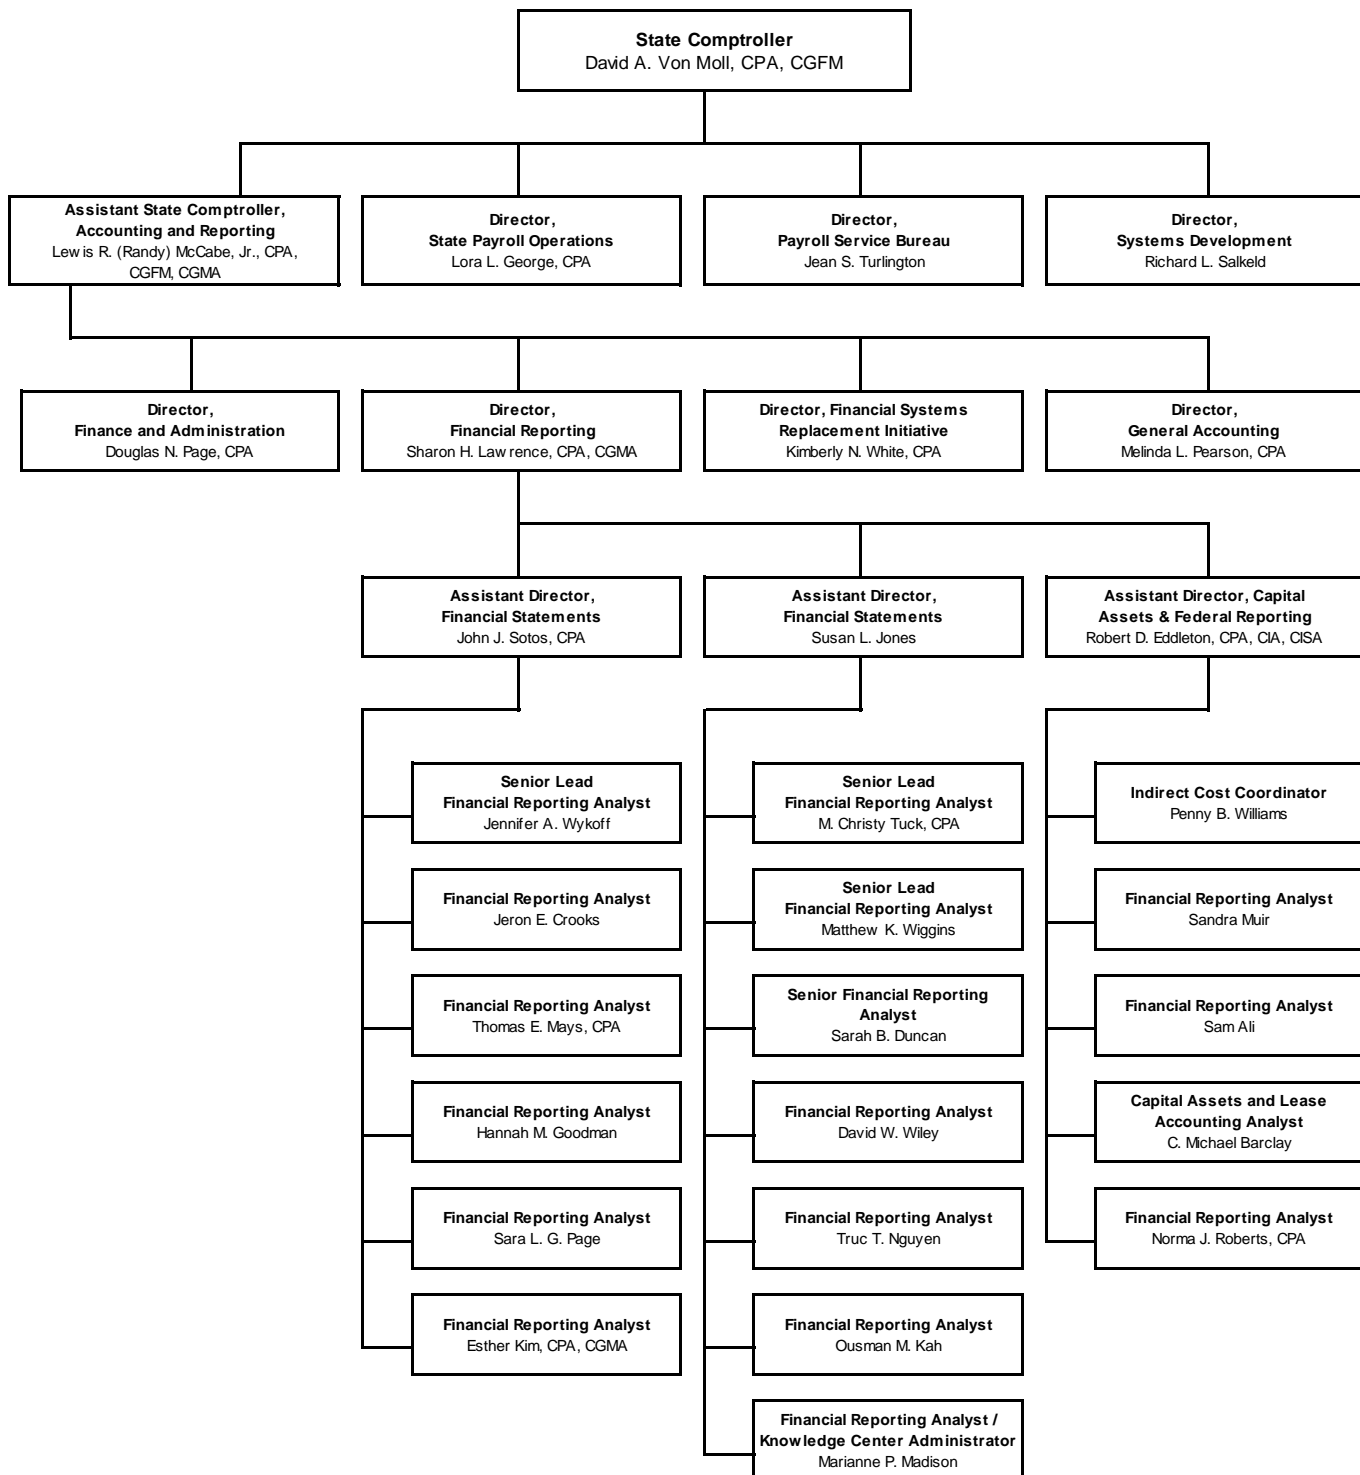 State Comptroller
David A. Von Moll, CPA, CGFM
Assistant State Comptroller,
Accounting and Reporting
Lewis R. (Randy) McCabe, Jr., CPA,
CGFM, CGMA
Director,
State Payroll Operations
Lora L. George, CPA
Director,
Payroll Service Bureau
Jean S. Turlington
Director,
Systems Development
Richard L. Salkeld
Director,
Finance and Administration
Douglas N. Page, CPA
Director,
Financial Reporting
Sharon H. Lawrence, CPA, CGMA
Director, Financial Systems
Replacement Initiative
Kimberly N. White, CPA
Director,
General Accounting
Melinda L. Pearson, CPA
Assistant Director,
Financial Statements
John J. Sotos, CPA
Assistant Director,
Financial Statements
Susan L. Jones
Assistant Director, Capital
Assets & Federal Reporting
Robert D. Eddleton, CPA, CIA, CISA
Senior Lead
Financial Reporting Analyst
Jennifer A. Wykoff
Financial Reporting Analyst
Jeron E. Crooks
Financial Reporting Analyst
Thomas E. Mays, CPA
Financial Reporting Analyst
Hannah M. Goodman
Financial Reporting Analyst
Sara L. G. Page
Financial Reporting Analyst
Esther Kim, CPA, CGMA
Senior Lead
Financial Reporting Analyst
M. Christy Tuck, CPA
Senior Lead
Financial Reporting Analyst
Matthew K. Wiggins
Senior Financial Reporting
Analyst
Sarah B. Duncan
Financial Reporting Analyst
David W. Wiley
Financial Reporting Analyst
Truc T. Nguyen
Financial Reporting Analyst
Ousman M. Kah
Financial Reporting Analyst /
Knowledge Center Administrator
Marianne P. Madison
Indirect Cost Coordinator
Penny B. Williams
Financial Reporting Analyst
Sandra Muir
Financial Reporting Analyst
Sam Ali
Capital Assets and Lease
Accounting Analyst
C. Michael Barclay
Financial Reporting Analyst
Norma J. Roberts, CPA